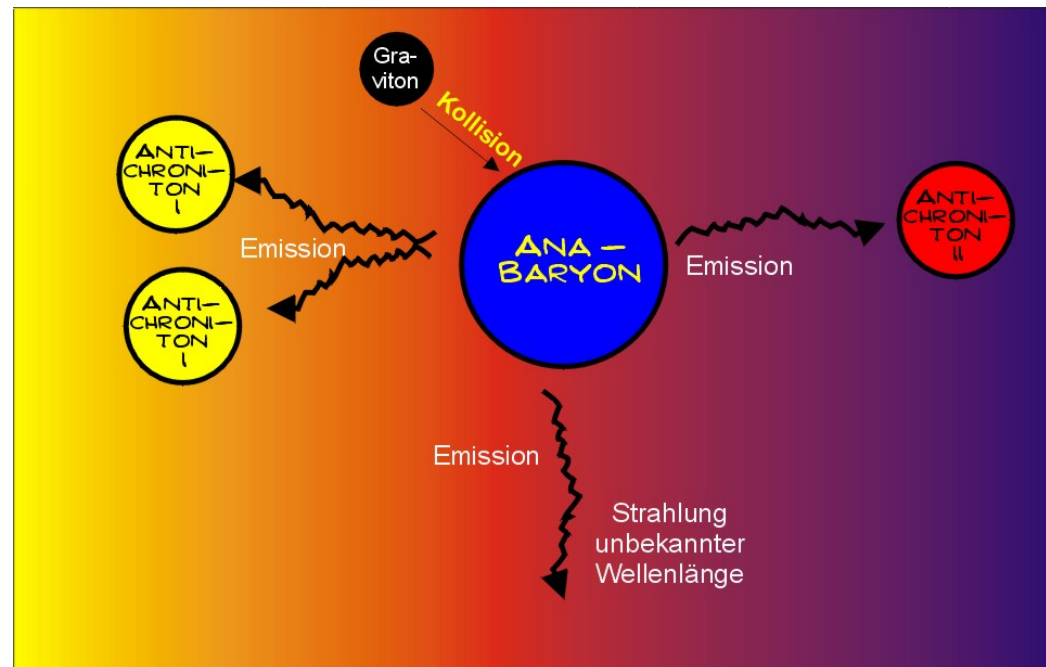 Gra-
viton
Kollision
ANTI-
CHRONI-
TON
I
Emission
ANTI-
CHRONI-
TON
I
ANA-
BARYON
Emission
ANTI-
CHRONI-
TON
II
Emission
Strahlung
unbekannter
Wellenlänge